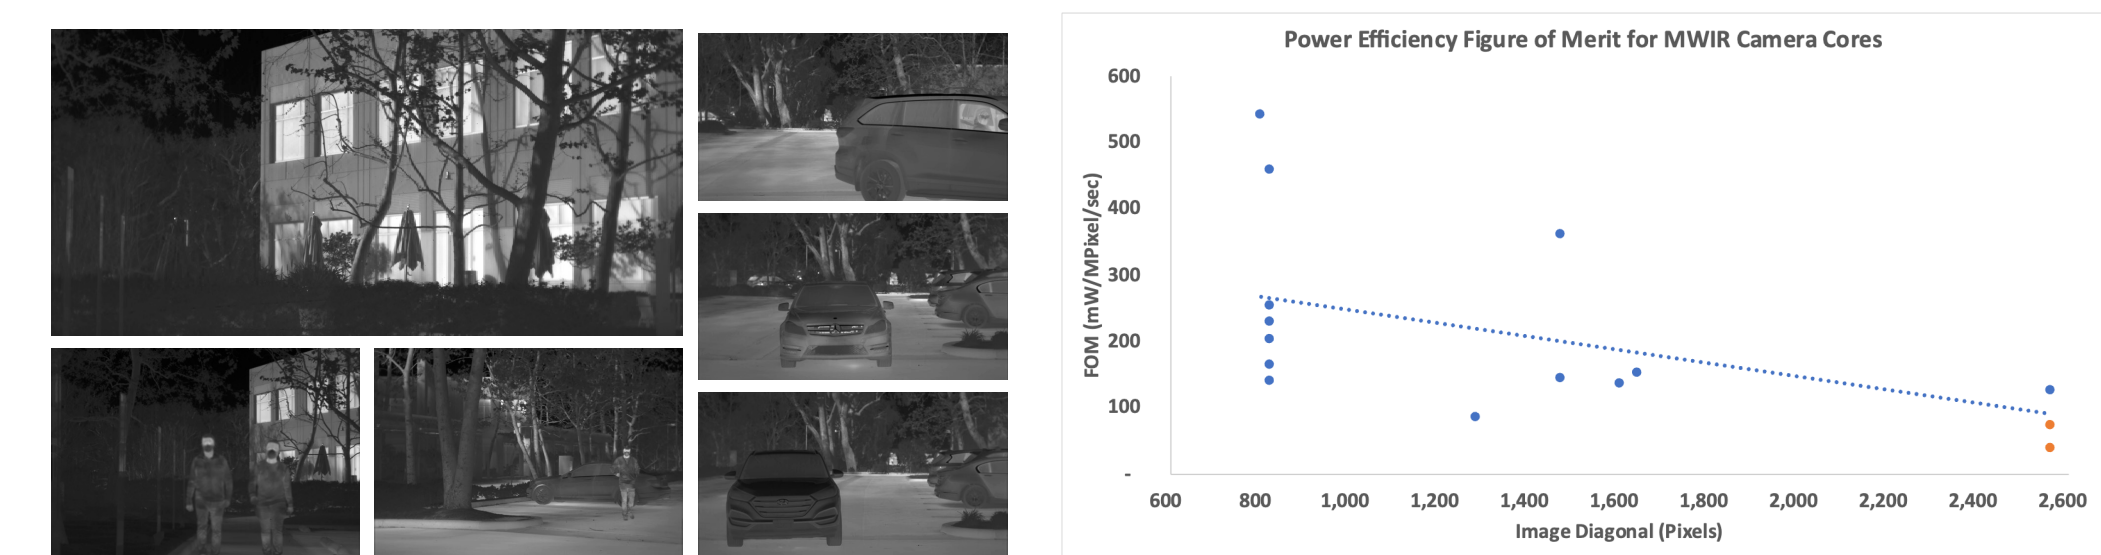 Power Efficiency Figure of Merit for MWIR Camera Cores
600
500
400
300
200
100
-
FOM (mW/MPixel/sec)
600 800 1,000 1,200 1,400 1,600 1,800 2,000 2,200 2,400 2,600
Image Diagonal (Pixels)